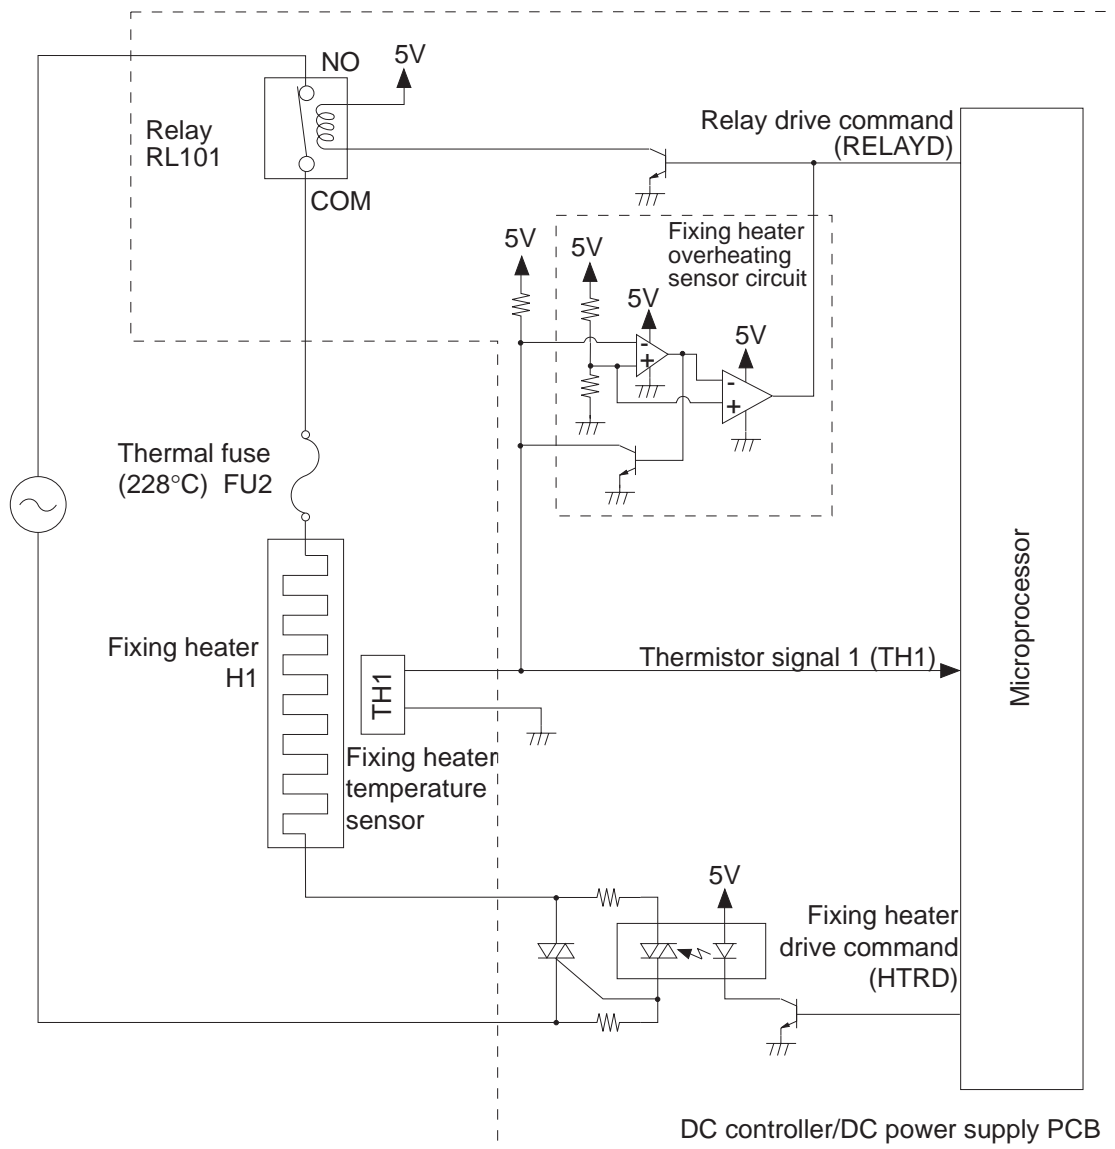 NO
5V
Relay
RL101
COM
Relay drive command
(RELAYD)
Fixing heater
overheating
sensor circuit
5V
5V
5V
-
+
5V
-
+
Thermal fuse
(228°C) FU2
Fixing heater
H1
TH1
Thermistor signal 1 (TH1)
Microprocessor
Fixing heater
temperature
sensor
5V
Fixing heater
drive command
(HTRD)
DC controller/DC power supply PCB